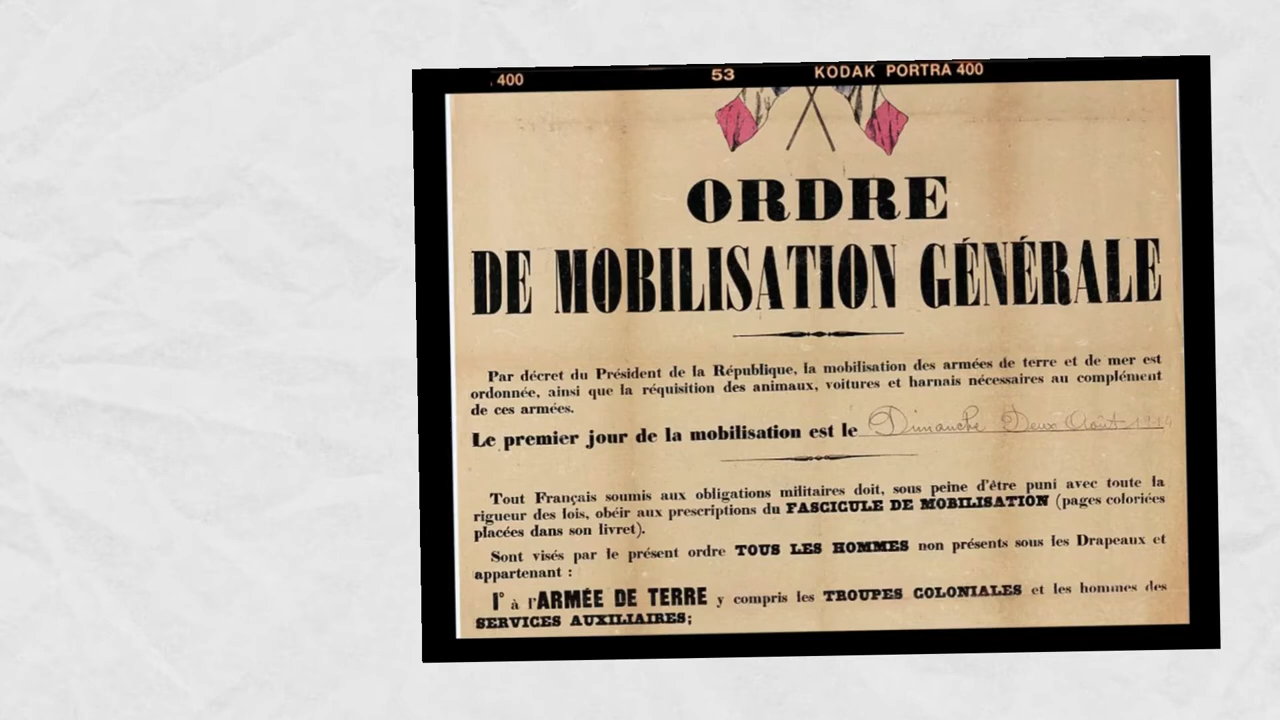 400 53 KODAK PORTRA 400
ORDRE
DE MOBILISATION GÉNÉRALE
Par décret du Président de la République, la mobilisation des armées de terre et de mer est
ordonnée, ainsi que la réquisition des animaux, voitures et harnais nécessaires au complément
de ces armées.
Le premier jour de la mobilisation est le Dimanche Deux Août 1914
Tout Français soumis aux obligations militaires doit, sous peine d'être puni avec toute la
rigueur des lois, obéir aux prescriptions du FASCICULE DE MOBILISATION (pages coloriées
placées dans son livret).
Sont visés par le présent ordre TOUS LES HOMMES non présents sous les Drapeaux et
appartenant :
1° à l'ARMÉE DE TERRE y compris les TROUPES COLONIALES et les hommes des
SERVICES AUXILIAIRES;